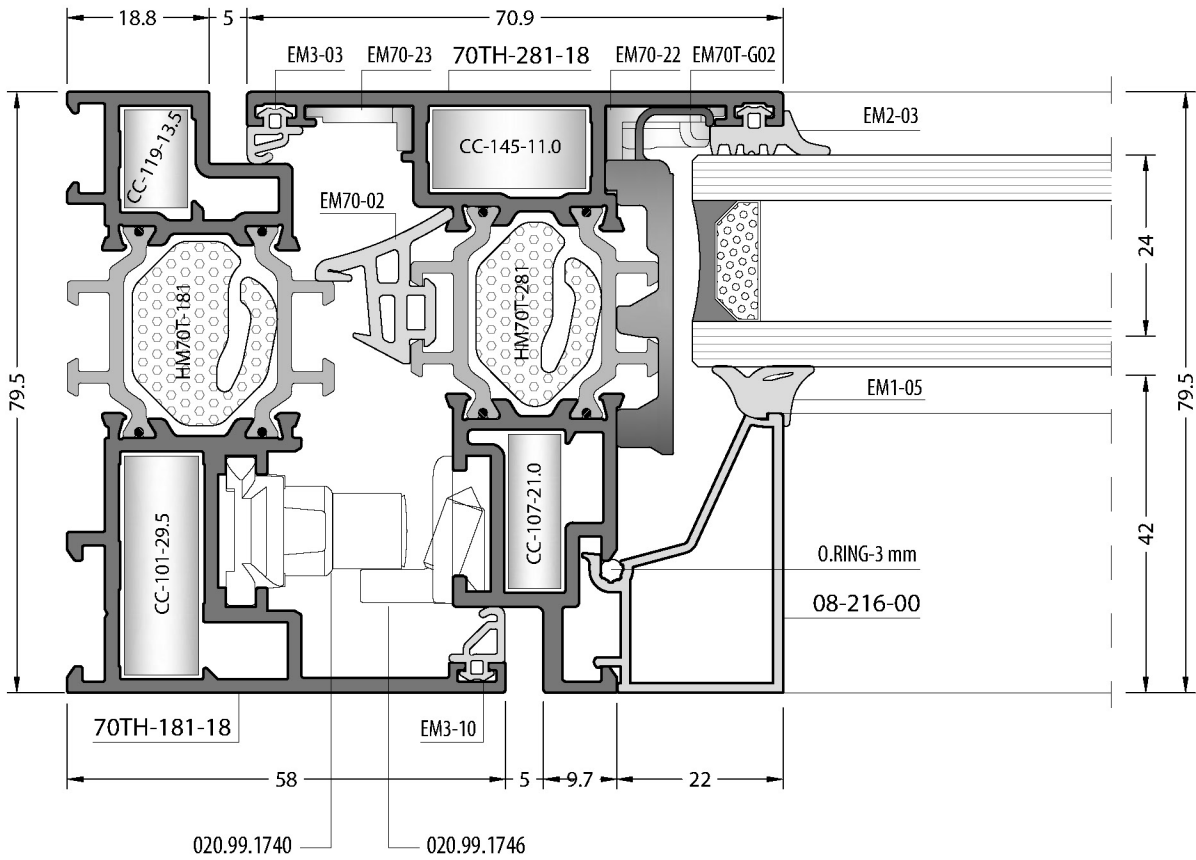 18.8
5
70.9
EM3-03
EM70-23
70TH-281-18
EM70-22
EM70T-G02
EM2-03
CC-119-13.5
CC-145-11.0
EM70-02
HM70T-181
HM70T-281
24
79.5
79.5
EM1-05
CC-101-29.5
CC-107-21.0
42
O.RING-3 mm
08-216-00
70TH-181-18
EM3-10
58
5
9.7
22
020.99.1740
020.99.1746